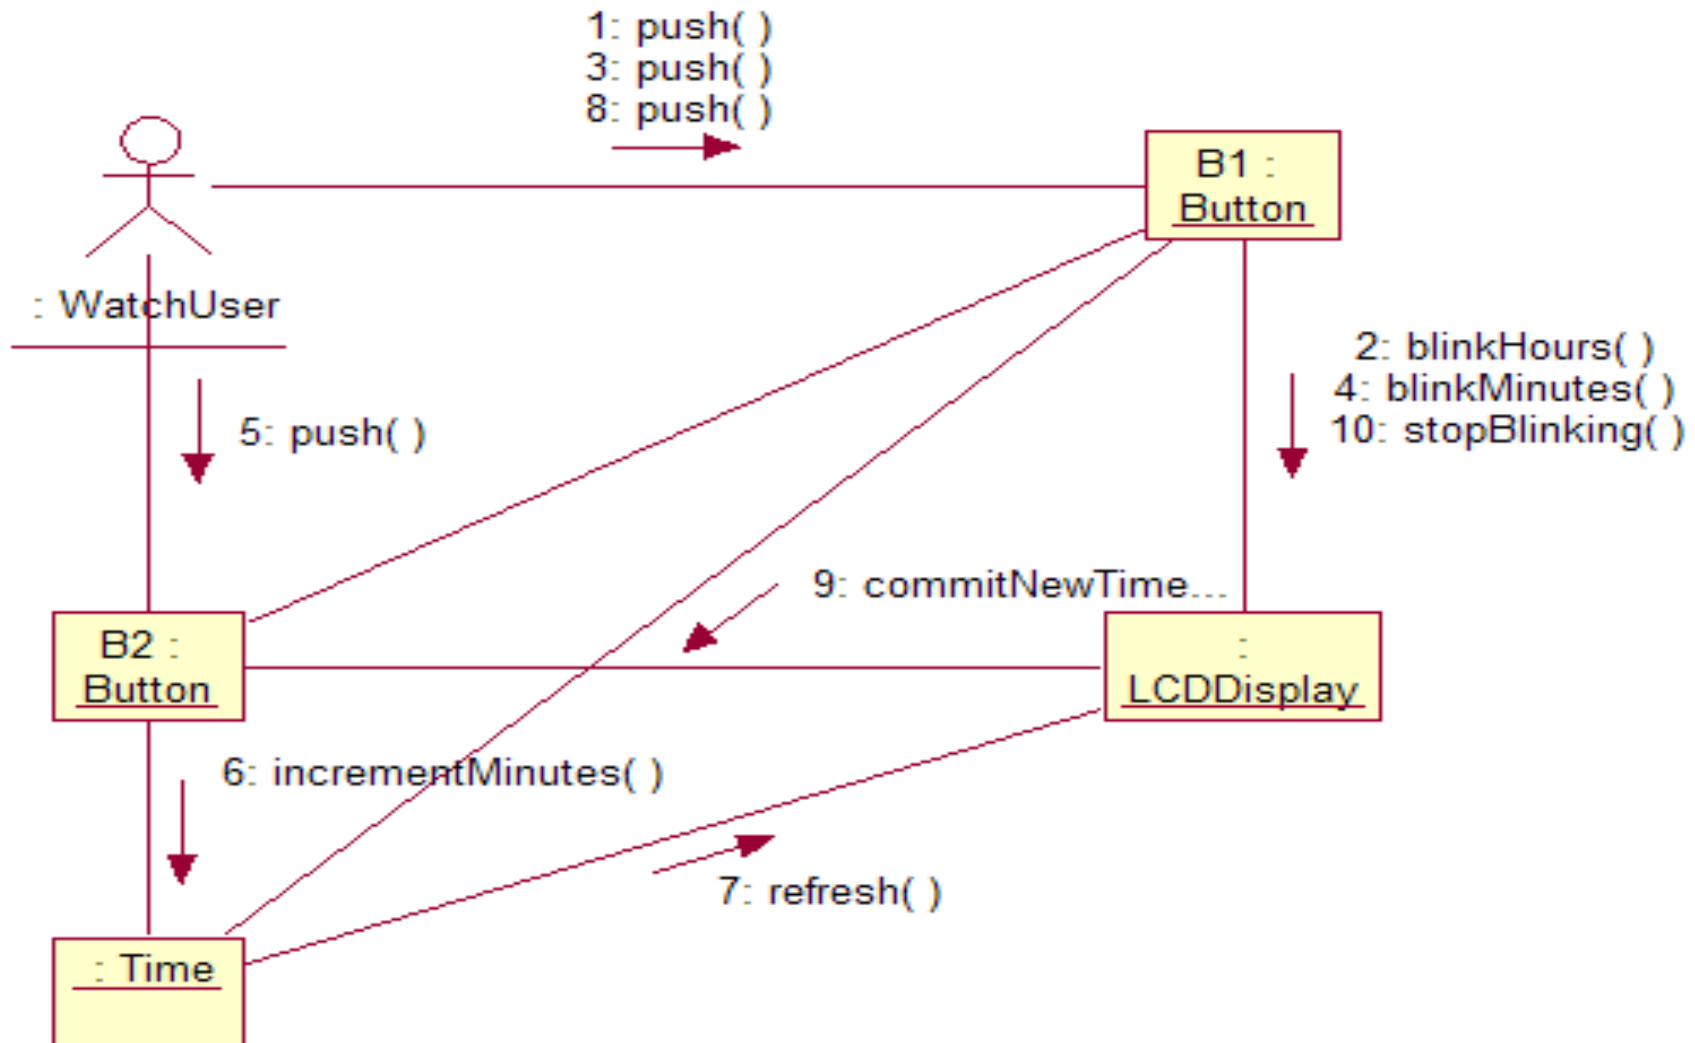 1: push( )
3: push( )
8: push( )
B1 :
Button
: WatchUser
2: blinkHours( )
4: blinkMinutes( )
10: stopBlinking( )
5: push( )
9: commitNewTime...
B2 :
Button
:
LCDDisplay
6: incrementMinutes( )
7: refresh( )
: Time